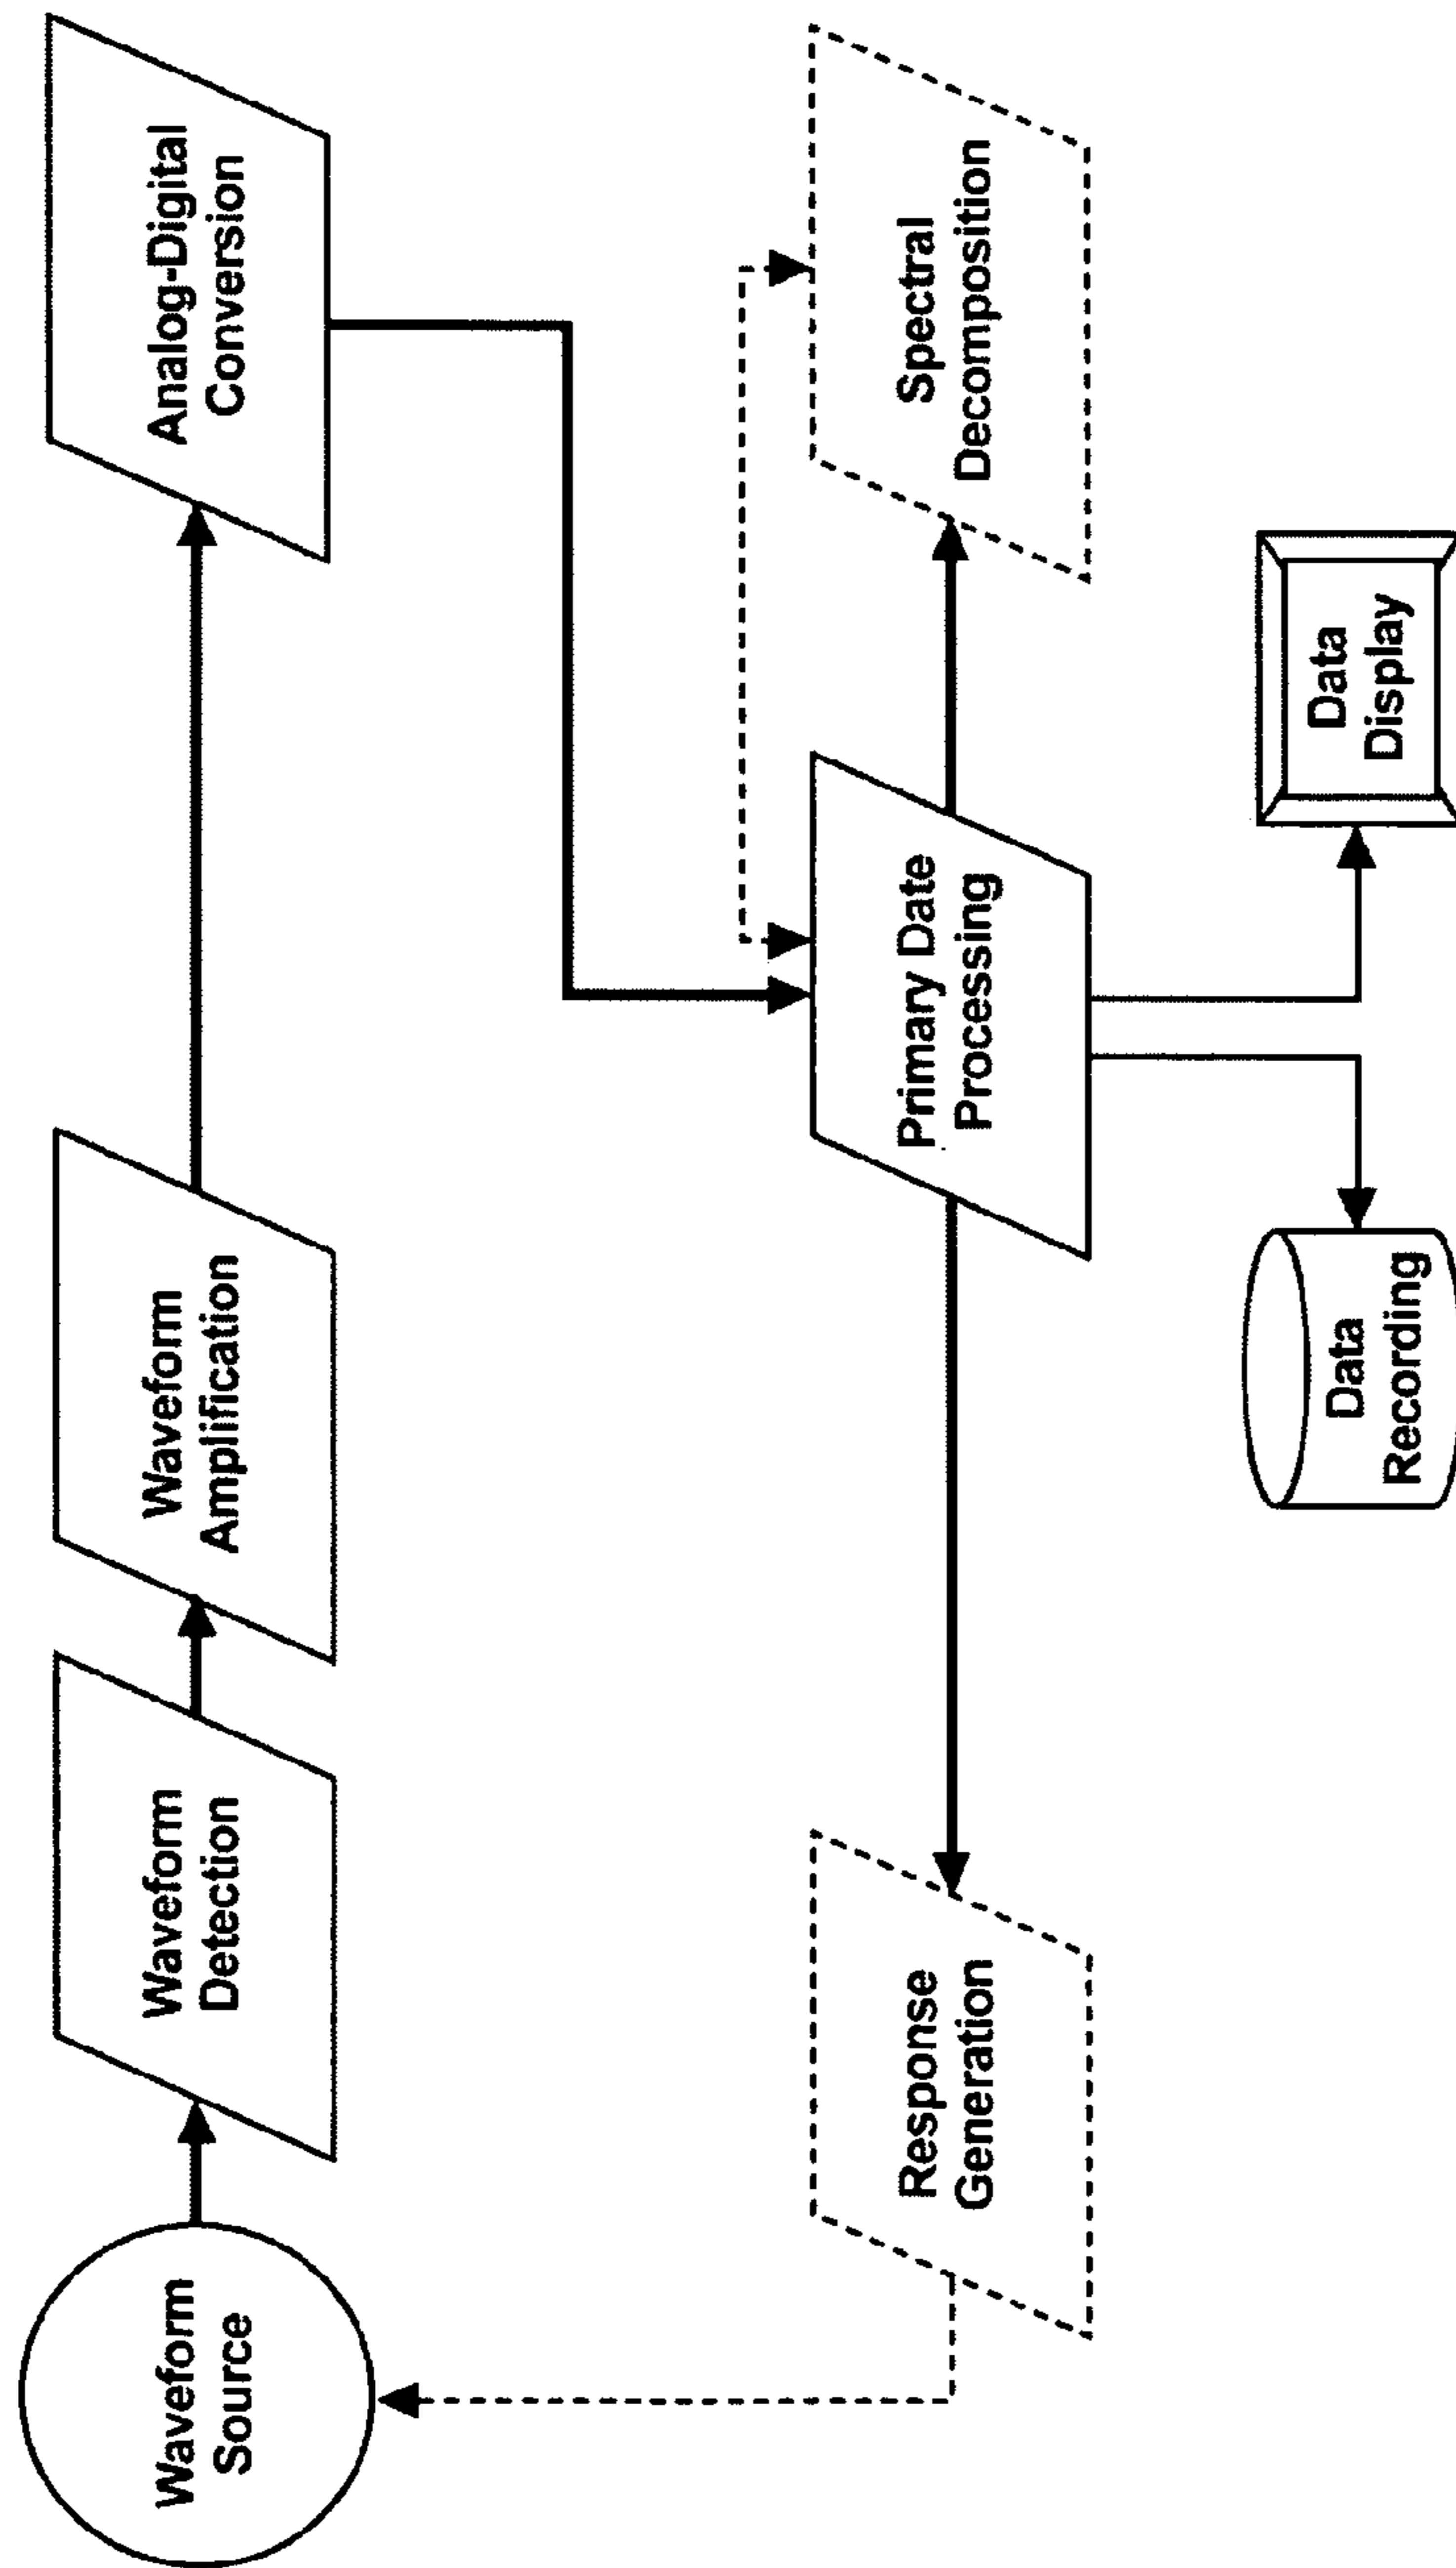 Waveform
Source
Waveform
Detection
Waveform
Amplification
Analog-Digital
Conversion
Response
Generation
Primary Date
Processing
Spectral
Decomposition
Data
Recording
Data
Display